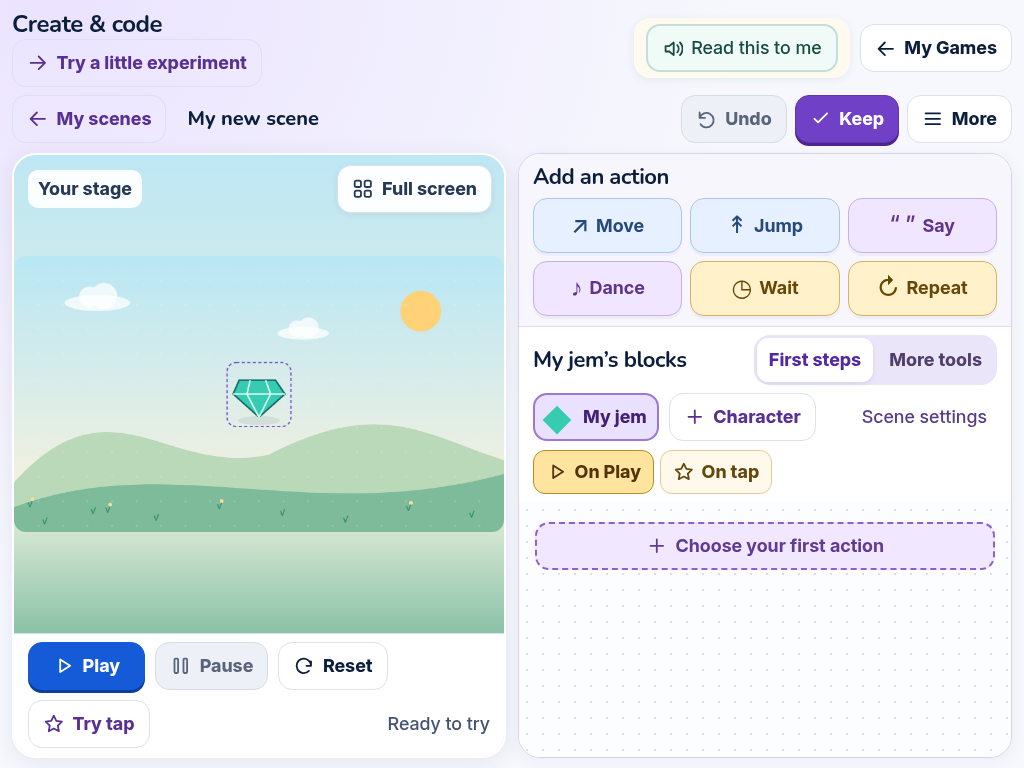 Create & code
Try a little experiment
Read this to me
My Games
My scenes
My new scene
Undo
Keep
More
Your stage
Full screen
Add an action
Move
Jump
“ ” Say
Dance
Wait
Repeat
My jem’s blocks
First steps
More tools
My jem
Character
Scene settings
On Play
On tap
Choose your first action
Play
Pause
Reset
Try tap
Ready to try